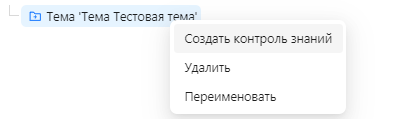 Тема 'Тема Тестовая тема'
Создать контроль знаний
Удалить
Переименовать